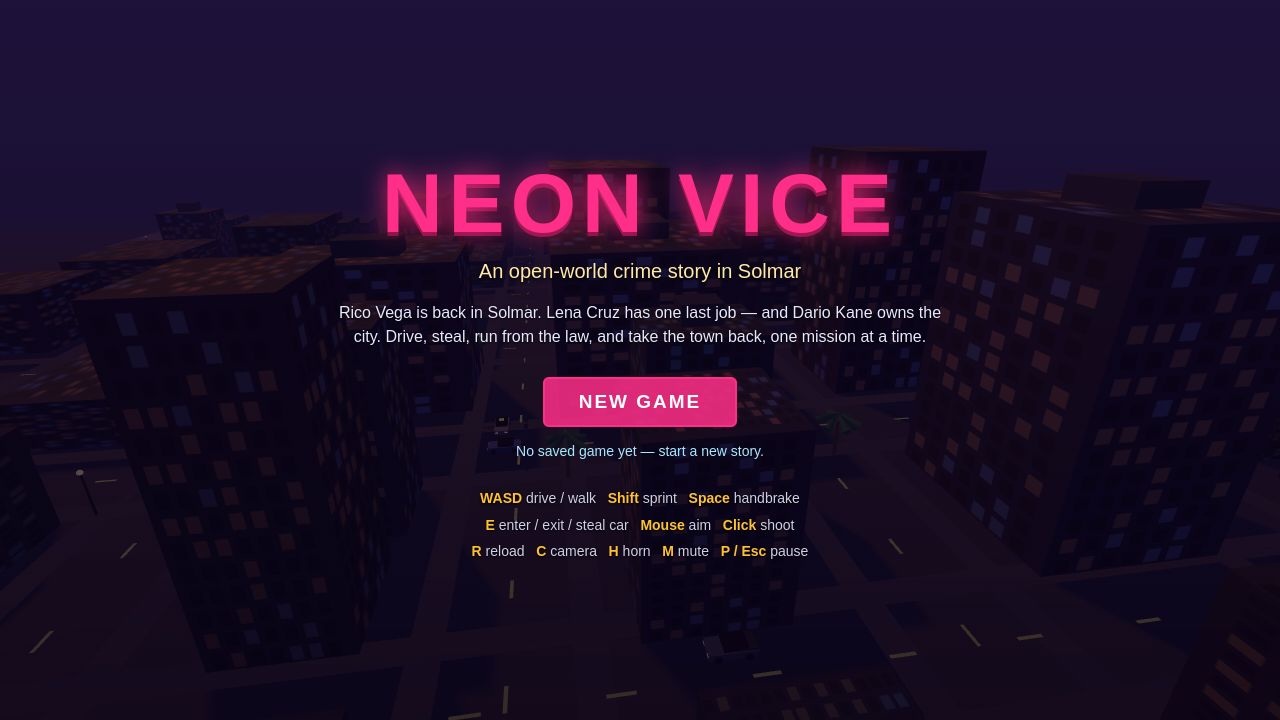 NEON VICE
An open-world crime story in Solmar
Rico Vega is back in Solmar. Lena Cruz has one last job — and Dario Kane owns the
city. Drive, steal, run from the law, and take the town back, one mission at a time.
NEW GAME
No saved game yet — start a new story.
WASD drive / walk Shift sprint Space handbrake
E enter / exit / steal car Mouse aim Click shoot
R reload C camera H horn M mute P / Esc pause